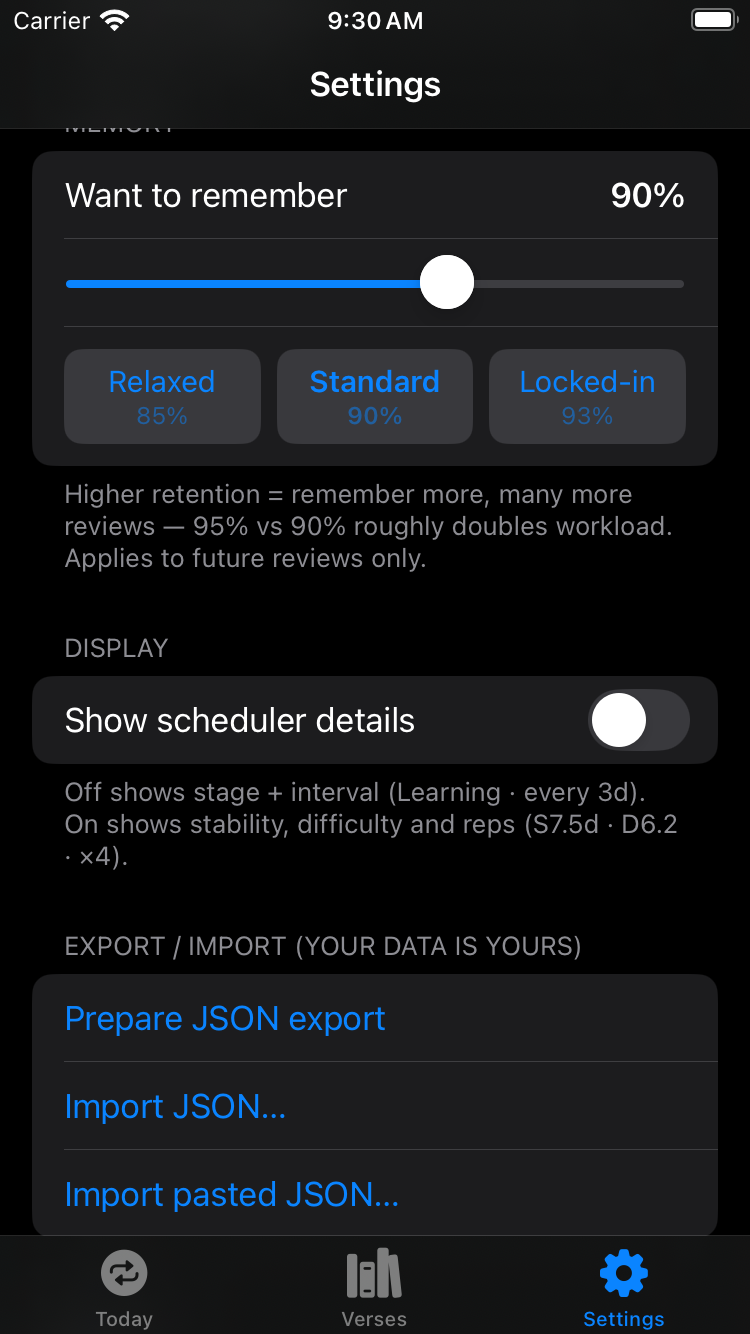 Carrier 9:30 AM
Settings
MEMORY
Want to remember 90%
Relaxed Standard Locked-in
85% 90% 93%
Higher retention = remember more, many more
reviews — 95% vs 90% roughly doubles workload.
Applies to future reviews only.
DISPLAY
Show scheduler details
Off shows stage + interval (Learning · every 3d).
On shows stability, difficulty and reps (S7.5d · D6.2
· ×4).
EXPORT / IMPORT (YOUR DATA IS YOURS)
Prepare JSON export
Import JSON...
Import pasted JSON...
Today Verses Settings